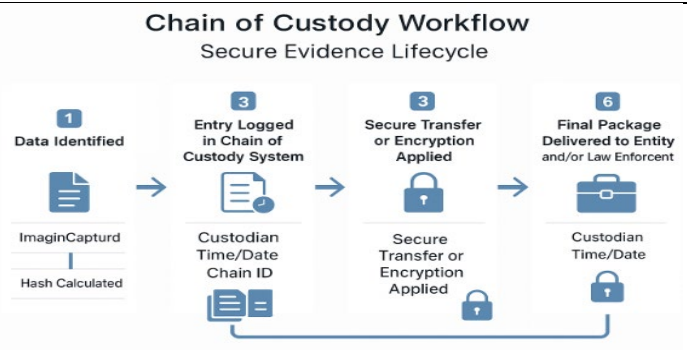 Chain of Custody Workflow
Secure Evidence Lifecycle
1
Data Identified
ImaginCapturd
Hash Calculated
3
Entry Logged
in Chain of
Custody System
Custodian
Time/Date
Chain ID
3
Secure Transfer
or Encryption
Applied
Secure
Transfer or
Encryption
Applied
6
Final Package
Delivered to Entity
and/or Law Enforcent
Custodian
Time/Date